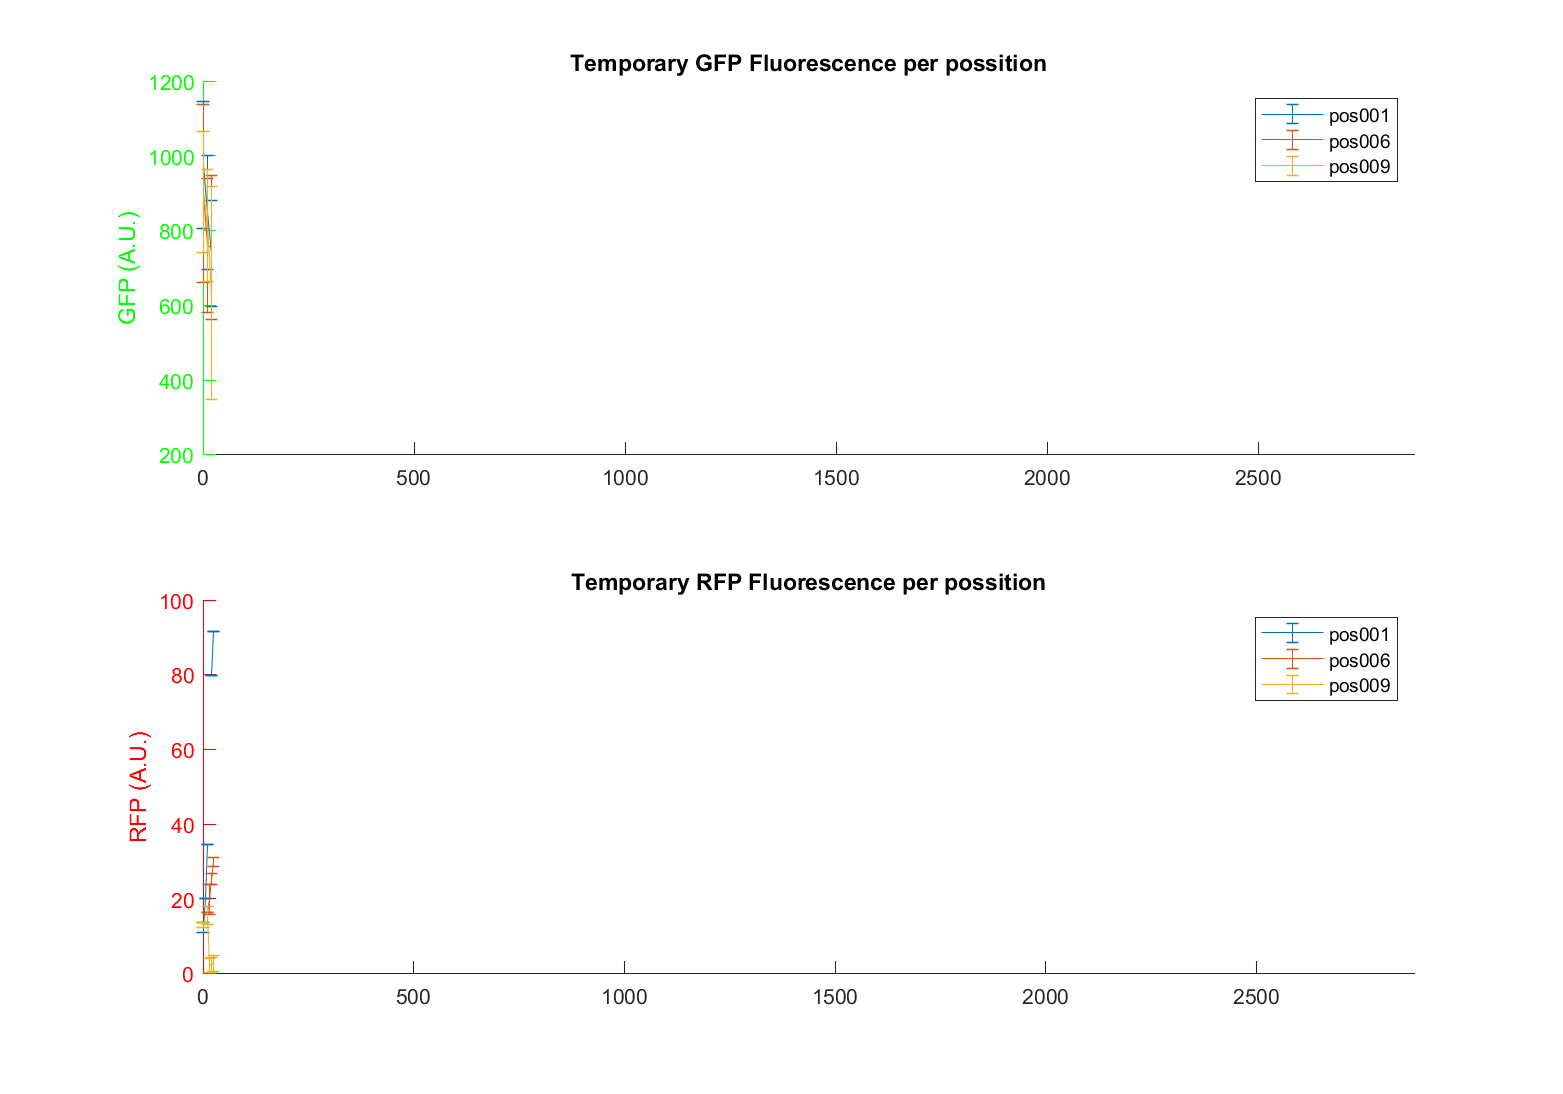 Temporary GFP Fluorescence per possition
1200
1000
800
600
400
200
GFP (A.U.)
pos001
pos006
pos009
0 500 1000 1500 2000 2500
Temporary RFP Fluorescence per possition
100
80
60
40
20
0
RFP (A.U.)
pos001
pos006
pos009
0 500 1000 1500 2000 2500